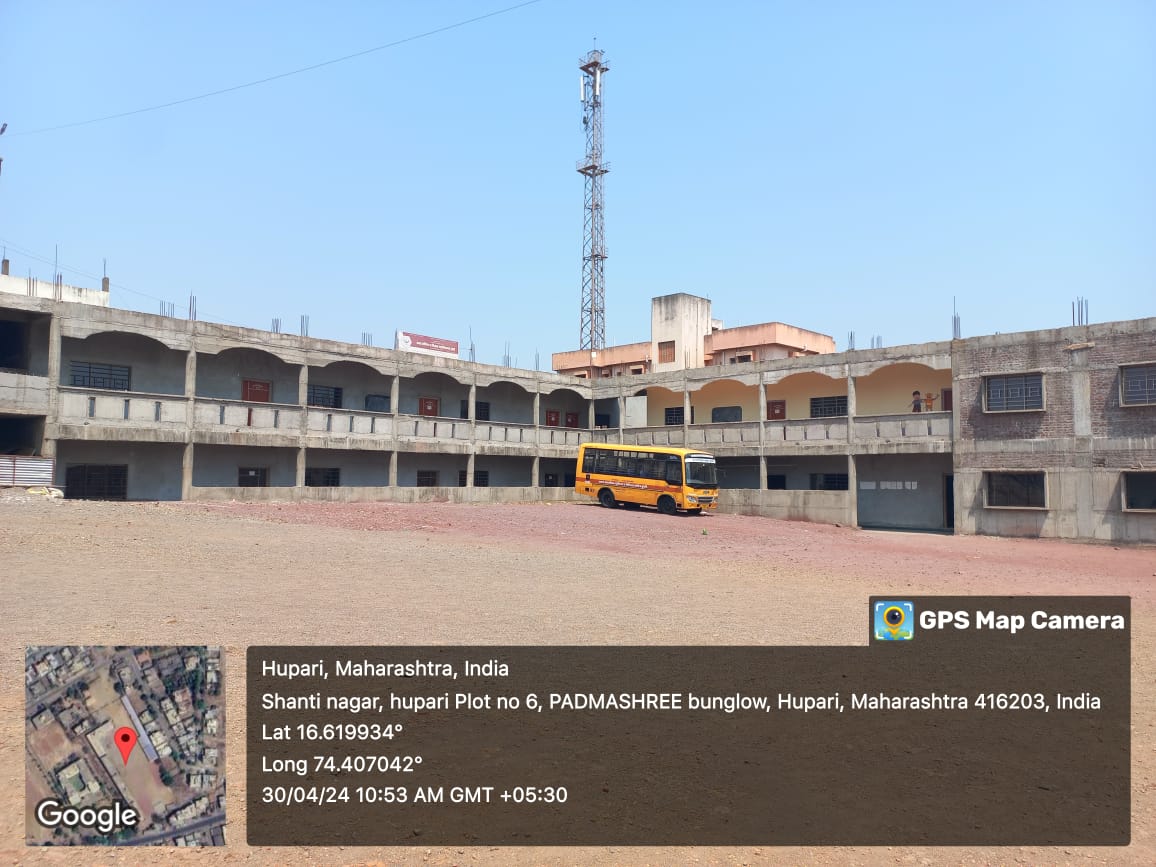 GPS Map Camera
Hupari, Maharashtra, India
Shanti nagar, hupari Plot no 6, PADMASHREE bunglow, Hupari, Maharashtra 416203, India
Lat 16.619934°
Long 74.407042°
30/04/24 10:53 AM GMT +05:30
Google